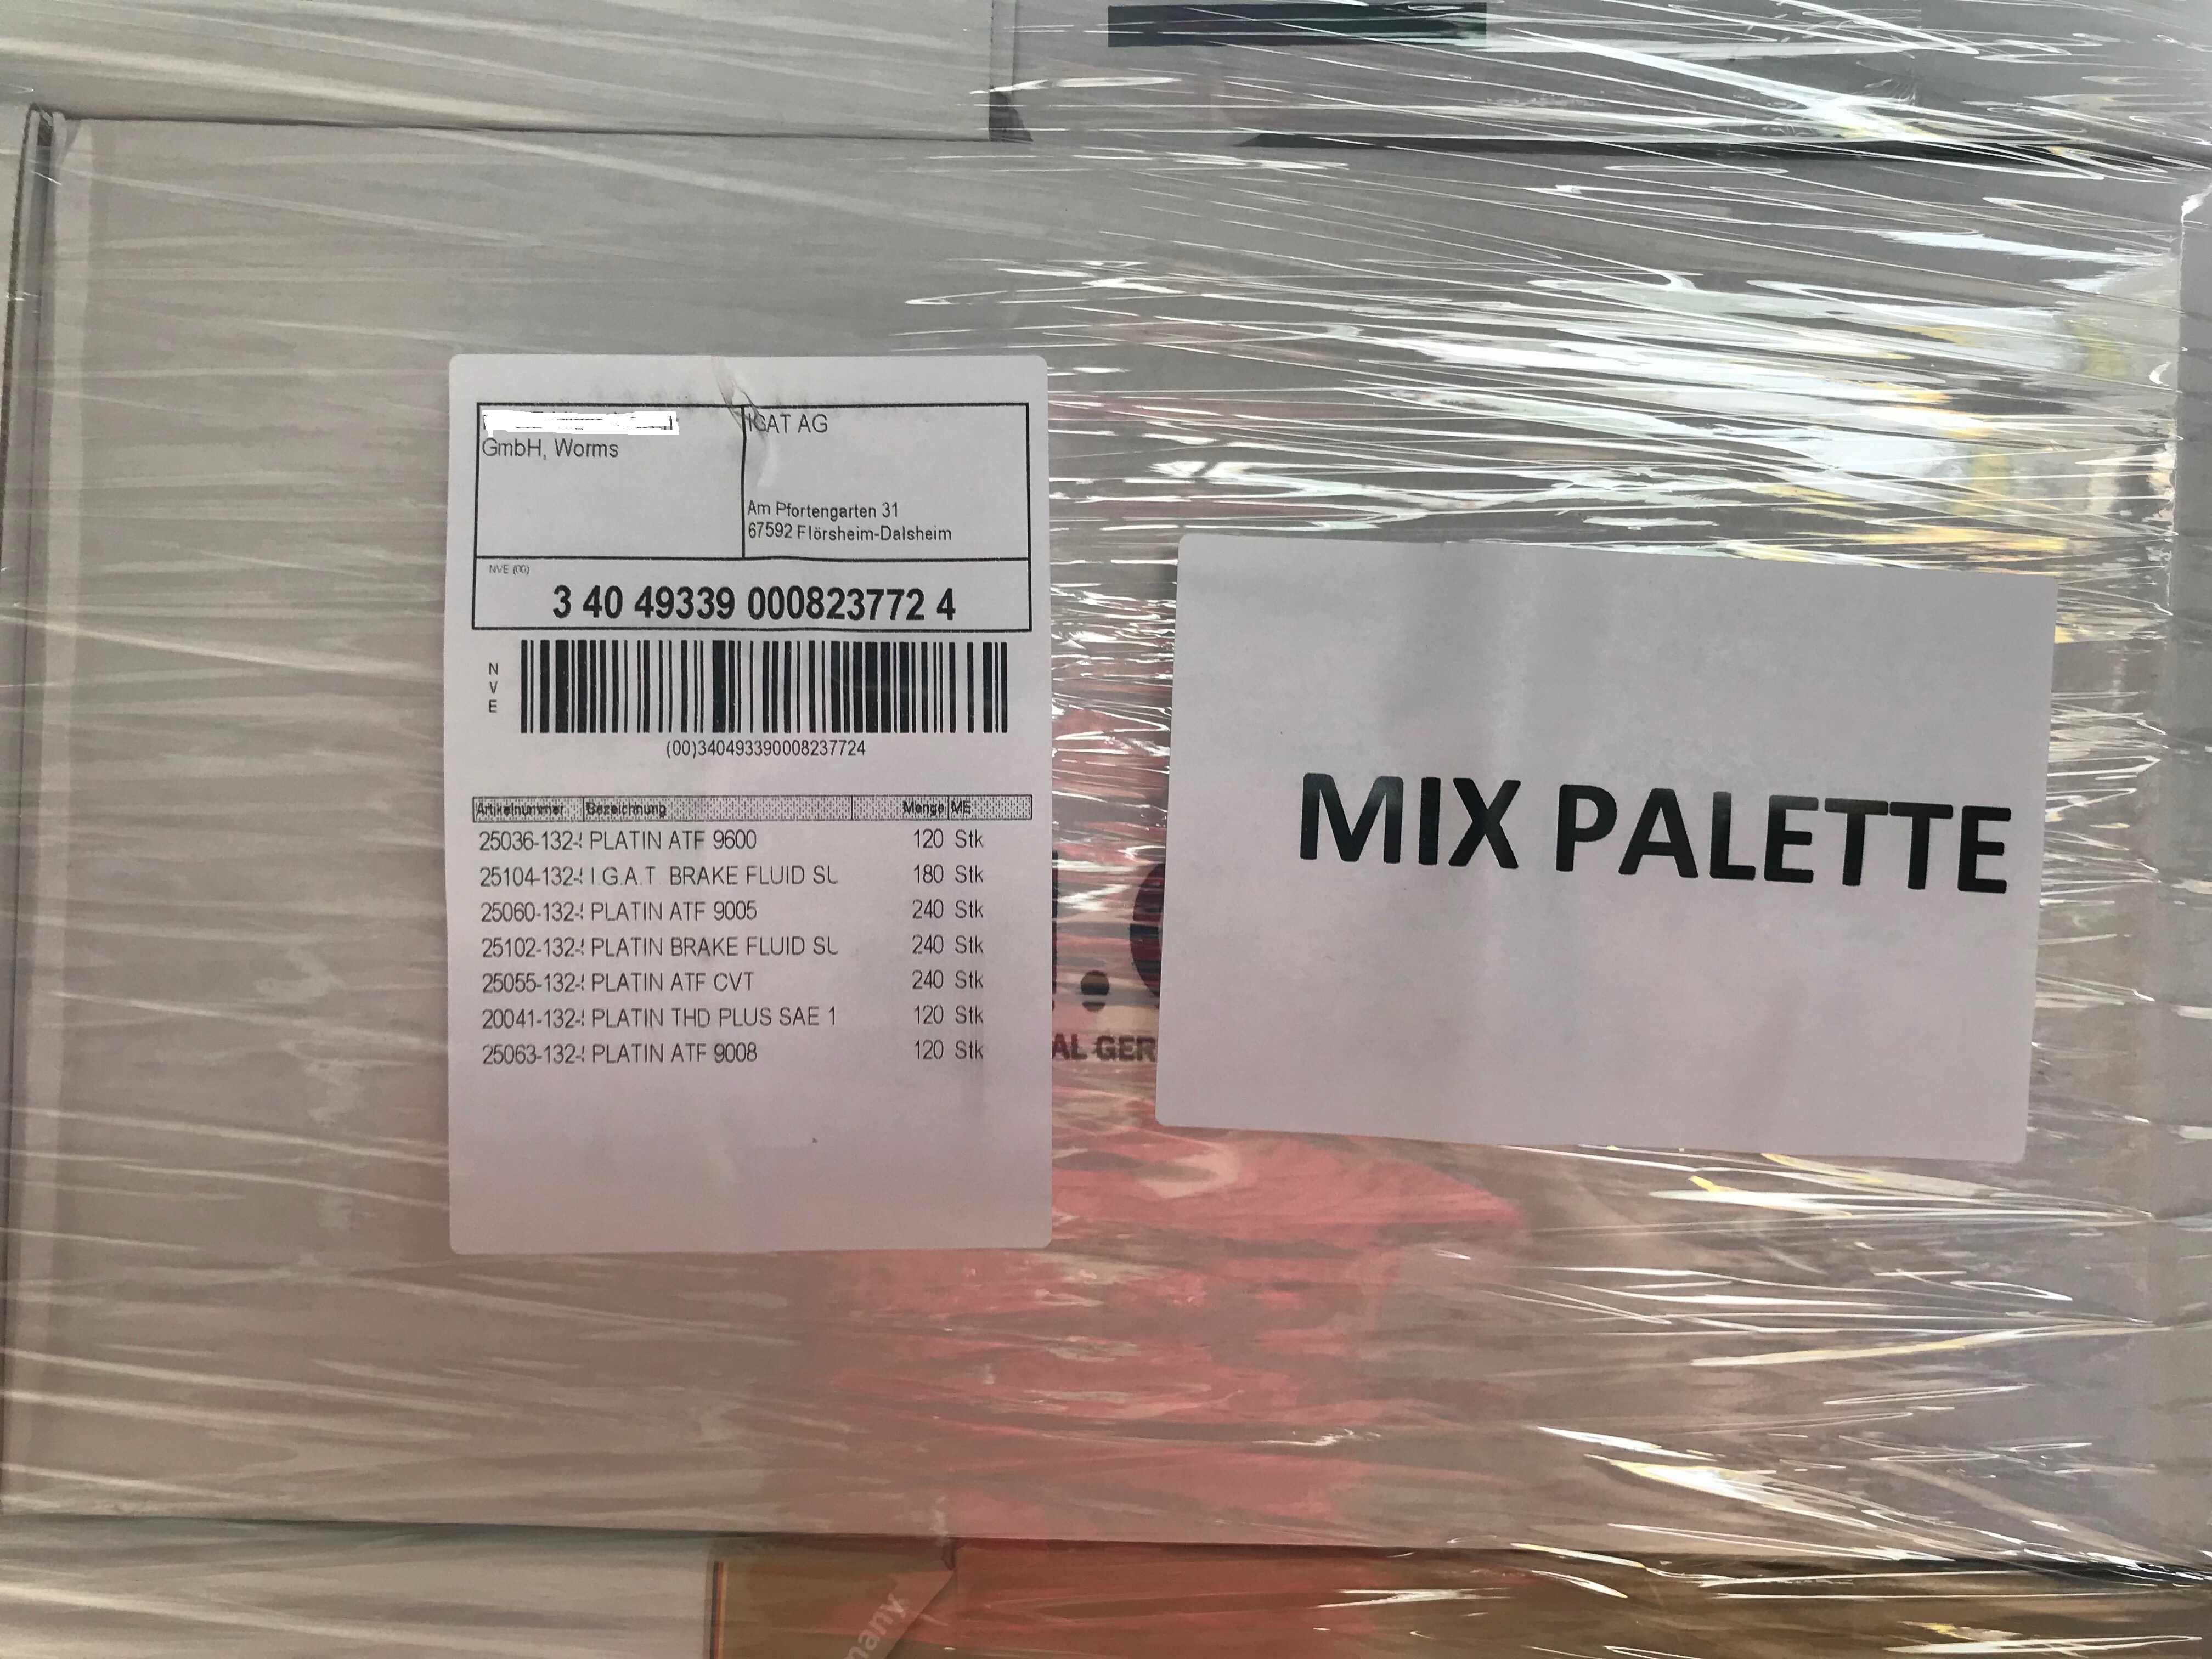 GmbH, Worms
IGAT AG
Am Pfortengarten 31
67592 Flörsheim-Dalsheim
NVE (00)
3 40 49339 000823772 4
NVE
(00)340493390008237724
Artikelnummer Bezeichnung Menge ME
25036-132- PLATIN ATF 9600 120 Stk
25104-132- I.G.A.T. BRAKE FLUID SL 180 Stk
25060-132- PLATIN ATF 9005 240 Stk
25102-132- PLATIN BRAKE FLUID SL 240 Stk
25055-132- PLATIN ATF CVT 240 Stk
20041-132- PLATIN THD PLUS SAE 1 120 Stk
25063-132- PLATIN ATF 9008 120 Stk
MIX PALETTE
AL GER
many